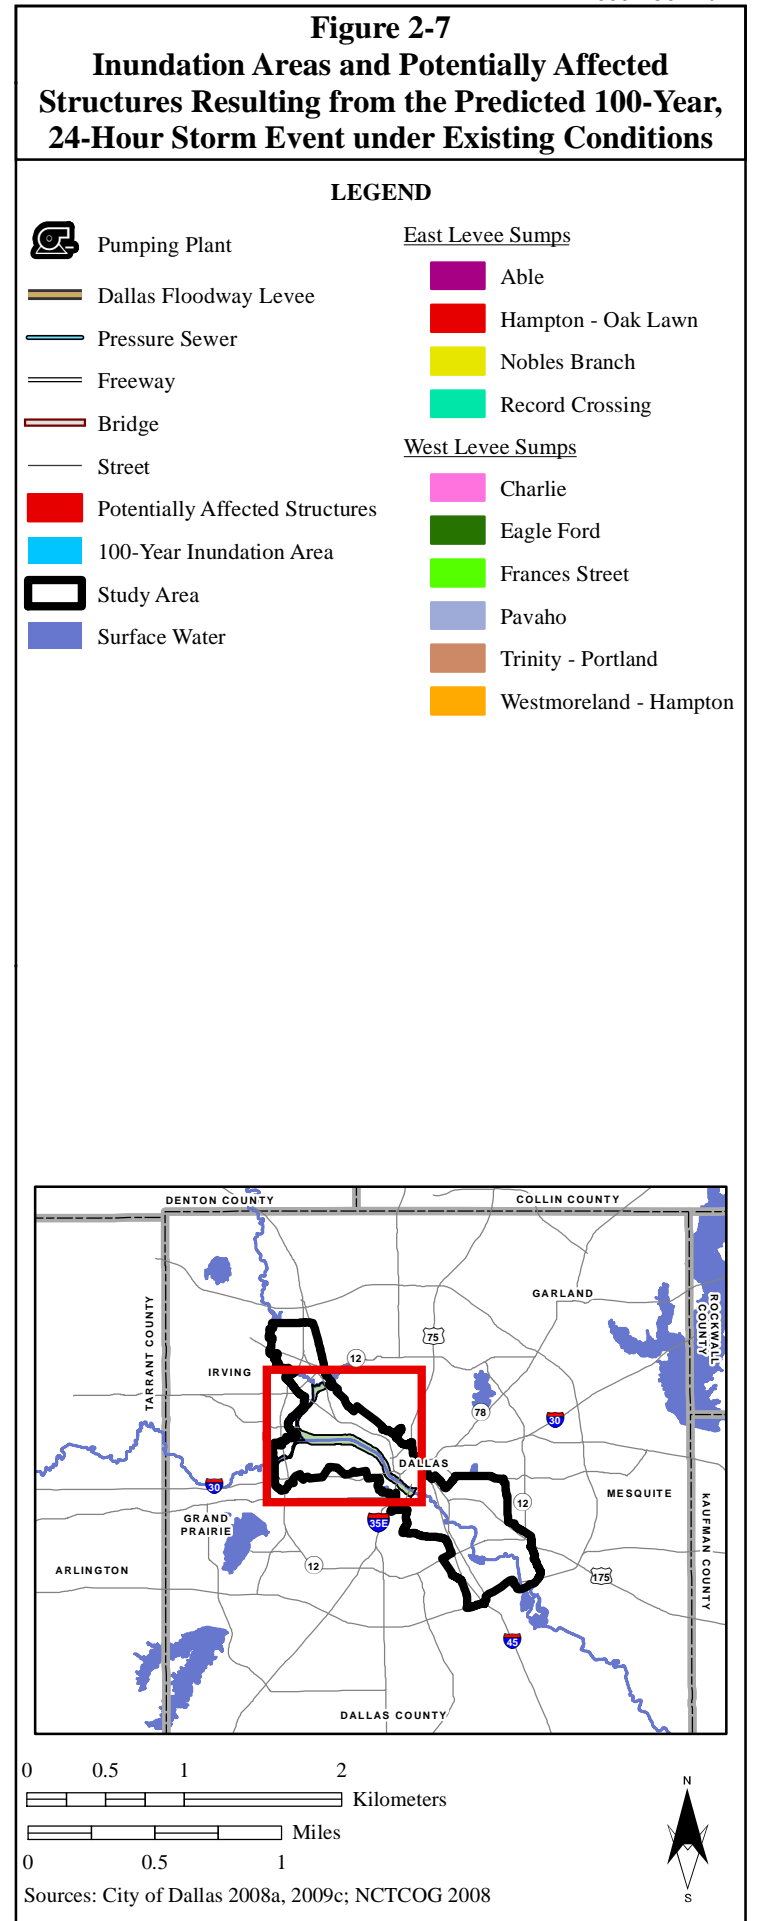 Figure 2-7
Inundation Areas and Potentially Affected
Structures Resulting from the Predicted 100-Year,
24-Hour Storm Event under Existing Conditions
LEGEND
Pumping Plant
Dallas Floodway Levee
Pressure Sewer
Freeway
Bridge
Street
Potentially Affected Structures
100-Year Inundation Area
Study Area
Surface Water
East Levee Sumps
Able
Hampton - Oak Lawn
Nobles Branch
Record Crossing
West Levee Sumps
Charlie
Eagle Ford
Frances Street
Pavaho
Trinity - Portland
Westmoreland - Hampton
DENTON COUNTY
COLLIN COUNTY
TARRANT COUNTY
GARLAND
ROCKWALL
COUNTY
75
12
IRVING
78
30
DALLAS
30
MESQUITE
12
GRAND
PRAIRIE
35E
KAUFMAN COUNTY
12
ARLINGTON
175
45
DALLAS COUNTY
0 0.5 1 2
Kilometers
Miles
0 0.5 1
N
S
Sources: City of Dallas 2008a, 2009c; NCTCOG 2008